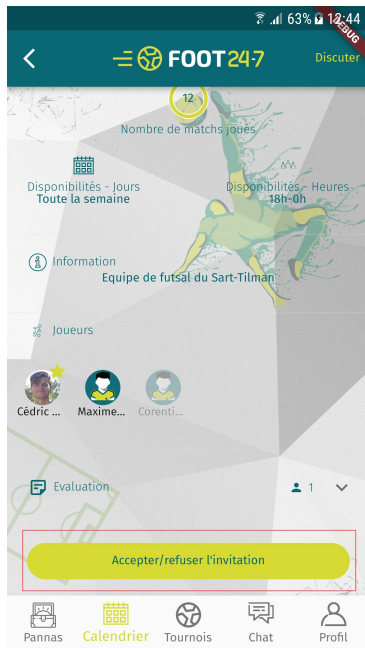 63% 12:44
DEBUG
FOOT 24·7
Discuter
12
Nombre de matchs joués
Disponibilités - Jours
Toute la semaine
Disponibilités - Heures
18h-0h
Information
Equipe de futsal du Sart-Tilman
Joueurs
Cédric ...
Maxime...
Corenti...
Evaluation
1
Accepter/refuser l'invitation
Pannas
Calendrier
Tournois
Chat
Profil